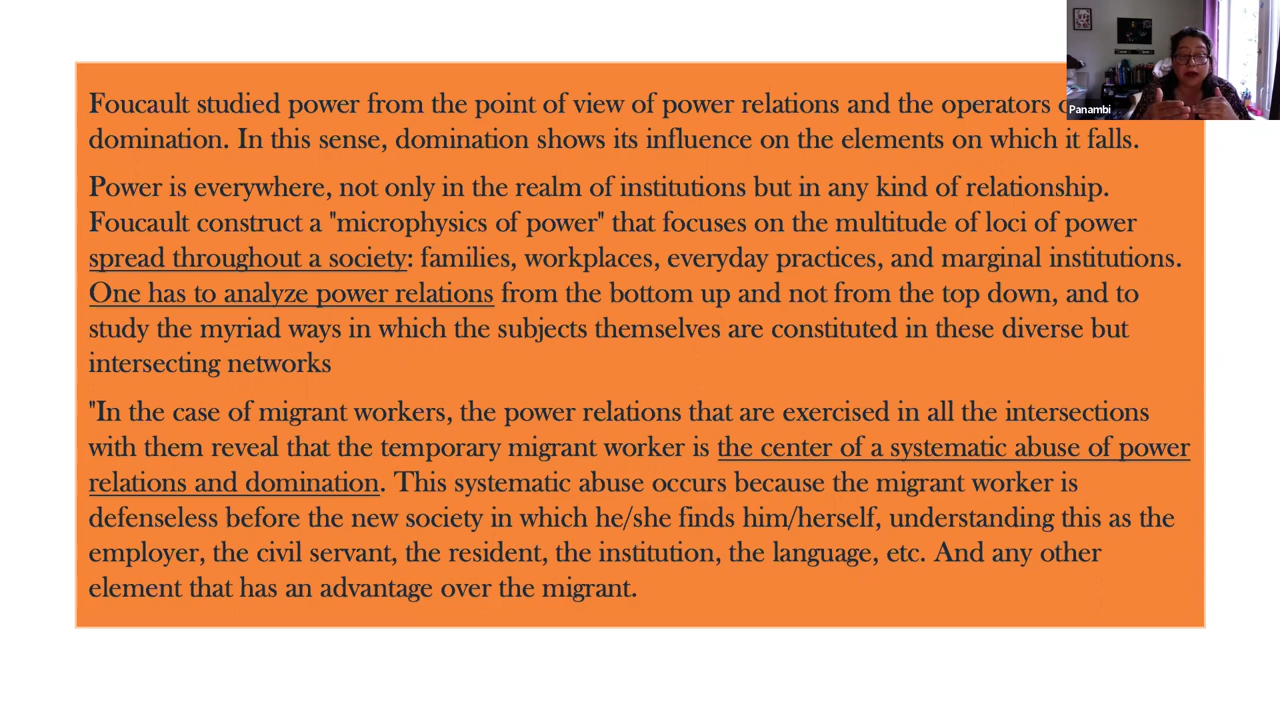 Foucault studied power from the point of view of power relations and the operators
domination. In this sense, domination shows its influence on the elements on which it falls.
Power is everywhere, not only in the realm of institutions but in any kind of relationship.
Foucault construct a "microphysics of power" that focuses on the multitude of loci of power
spread throughout a society: families, workplaces, everyday practices, and marginal institutions.
One has to analyze power relations from the bottom up and not from the top down, and to
study the myriad ways in which the subjects themselves are constituted in these diverse but
intersecting networks
"In the case of migrant workers, the power relations that are exercised in all the intersections
with them reveal that the temporary migrant worker is the center of a systematic abuse of power
relations and domination. This systematic abuse occurs because the migrant worker is
defenseless before the new society in which he/she finds him/herself, understanding this as the
employer, the civil servant, the resident, the institution, the language, etc. And any other
element that has an advantage over the migrant.
Panambi